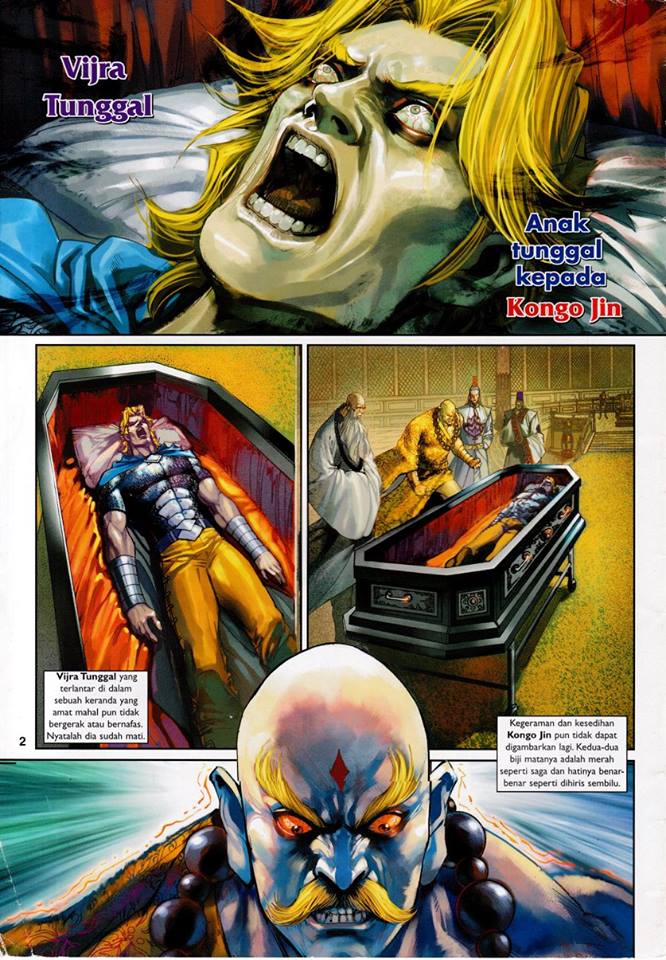 Vijra
Tunggal
Anak
tunggal
kepada
Kongo Jin
Vijra Tunggal yang
terlantar di dalam
sebuah keranda yang
amat mahal pun tidak
bergerak atau bernafas.
Nyatalah dia sudah mati.
Kegeraman dan kesedihan
Kongo Jin pun tidak dapat
digambarkan lagi. Kedua-dua
biji matanya adalah merah
seperti saga dan hatinya benar-
benar seperti dihiris sembilu.
2